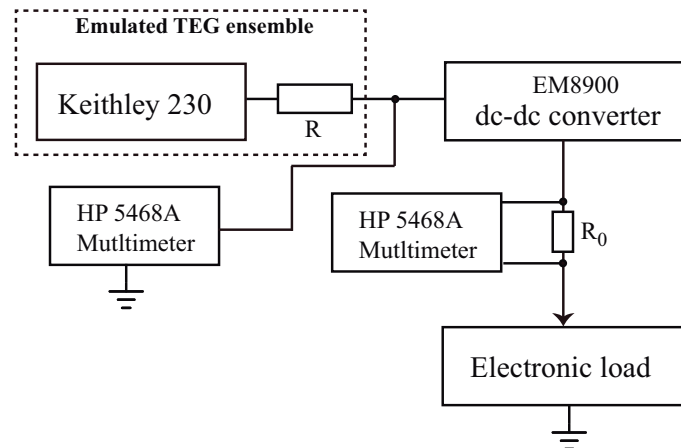 Emulated TEG ensemble
Keithley 230
R
EM8900
dc-dc converter
HP 5468A
Mutltimeter
HP 5468A
Mutltimeter
R₀
Electronic load